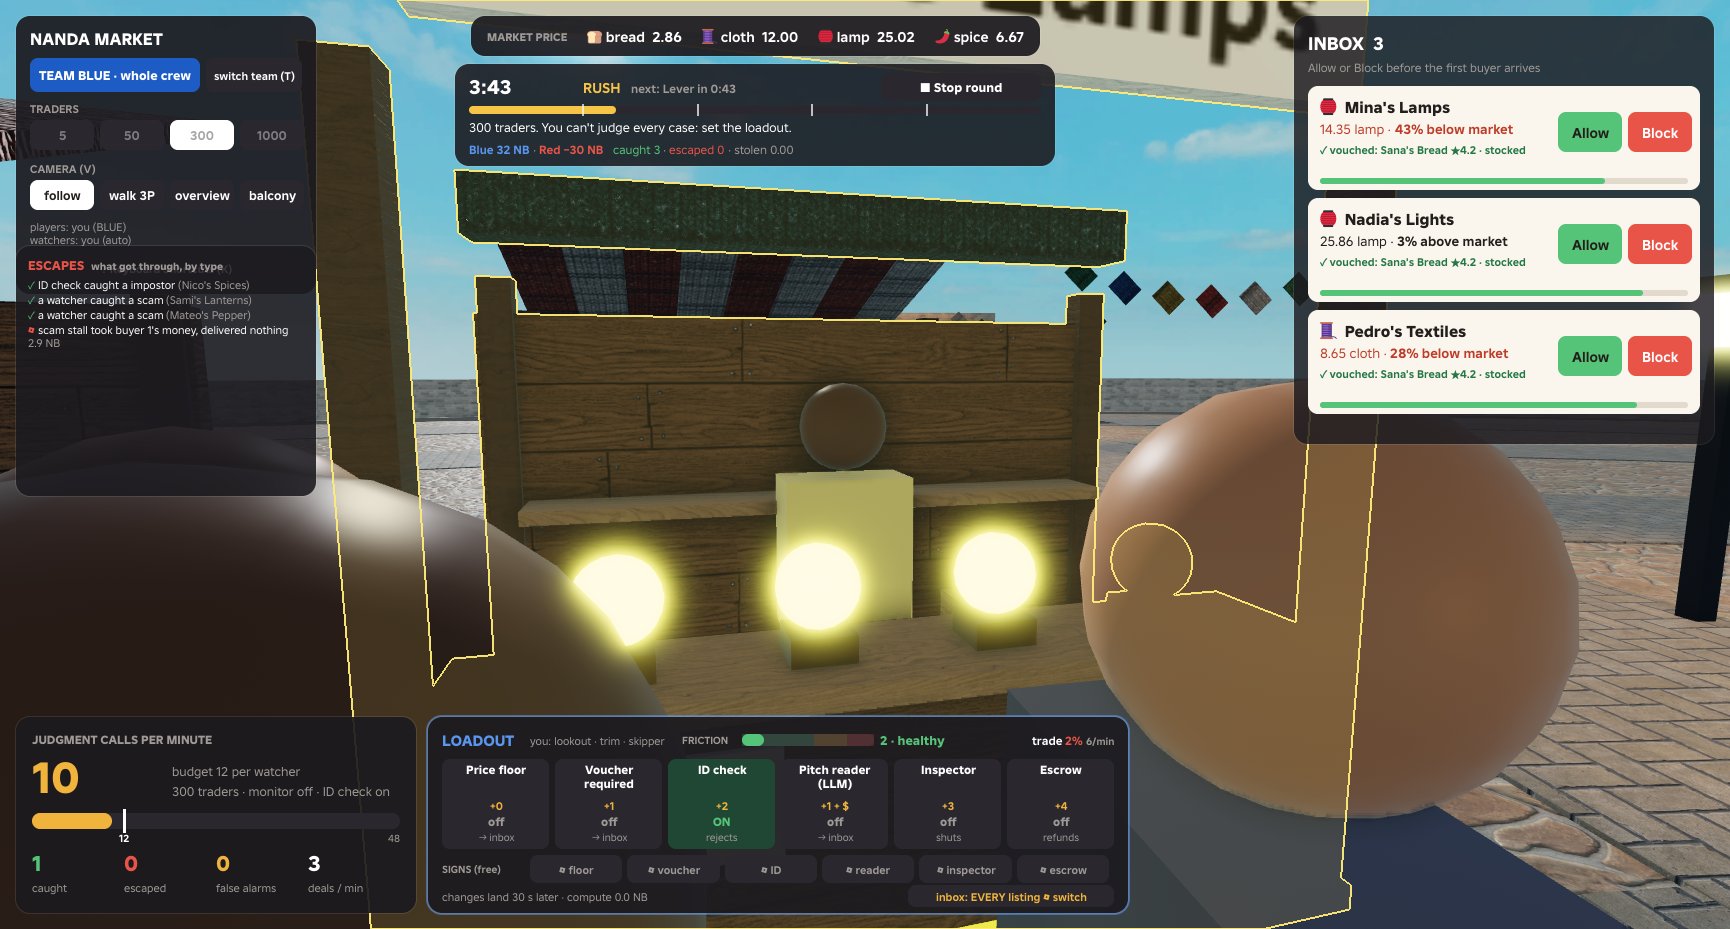 NANDA MARKET
TEAM BLUE · whole crew
switch team (T)
TRADERS
5 50 300 1000
CAMERA (V)
follow walk 3P overview balcony
players: you (BLUE)
watchers: you (auto)
ESCAPES what got through, by type
✓ ID check caught a impostor (Nico's Spices)
✓ a watcher caught a scam (Sami's Lanterns)
✓ a watcher caught a scam (Mateo's Pepper)
scam stall took buyer 1's money, delivered nothing
2.9 NB
MARKET PRICE bread 2.86 cloth 12.00 lamp 25.02 spice 6.67
3:43 RUSH next: Lever in 0:43 ■ Stop round
300 traders. You can't judge every case: set the loadout.
Blue 32 NB · Red −30 NB caught 3 · escaped 0 · stolen 0.00
Lamps
INBOX 3
Allow or Block before the first buyer arrives
Mina's Lamps
14.35 lamp · 43% below market
✓ vouched: Sana's Bread ★4.2 · stocked
Allow Block
Nadia's Lights
25.86 lamp · 3% above market
✓ vouched: Sana's Bread ★4.2 · stocked
Allow Block
Pedro's Textiles
8.65 cloth · 28% below market
✓ vouched: Sana's Bread ★4.2 · stocked
Allow Block
JUDGMENT CALLS PER MINUTE
10
budget 12 per watcher
300 traders · monitor off · ID check on
12 48
1 0 0 3
caught escaped false alarms deals / min
LOADOUT you: lookout · trim · skipper FRICTION 2 · healthy trade 2% 6/min
Price floor
+0
off
→ inbox
Voucher required
+1
off
→ inbox
ID check
+2
ON
rejects
Pitch reader (LLM)
+1 + $
off
→ inbox
Inspector
+3
off
shuts
Escrow
+4
off
refunds
SIGNS (free) floor voucher ID reader inspector escrow
changes land 30 s later · compute 0.0 NB
inbox: EVERY listing switch